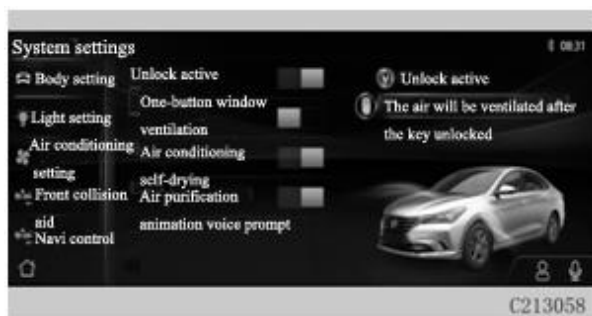 System settings
08:31
Body setting
Light setting
Air conditioning
setting
Front collision
aid
Navi control
Unlock active
One-button window
ventilation
Air conditioning
self-drying
Air purification
animation voice prompt
Unlock active
The air will be ventilated after
the key unlocked
C213058